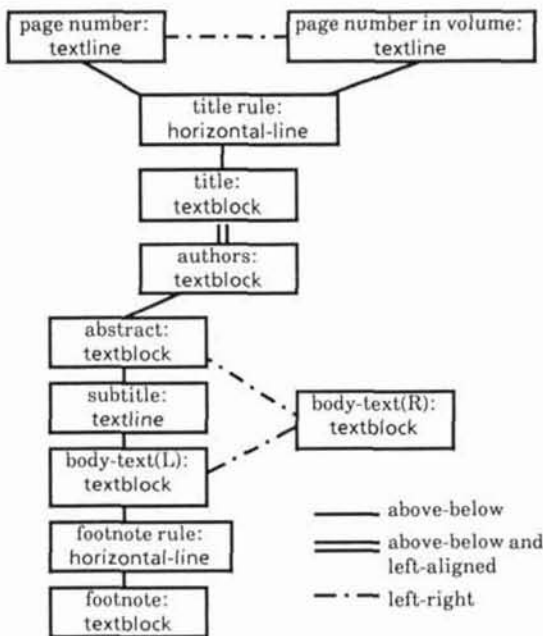 page number:
textline
page number in volume:
textline
title rule:
horizontal-line
title:
textblock
authors:
textblock
abstract:
textblock
subtitle:
textline
body-text(R):
textblock
body-text(L):
textblock
footnote rule:
horizontal-line
footnote:
textblock
above-below
above-below and
left-aligned
left-right